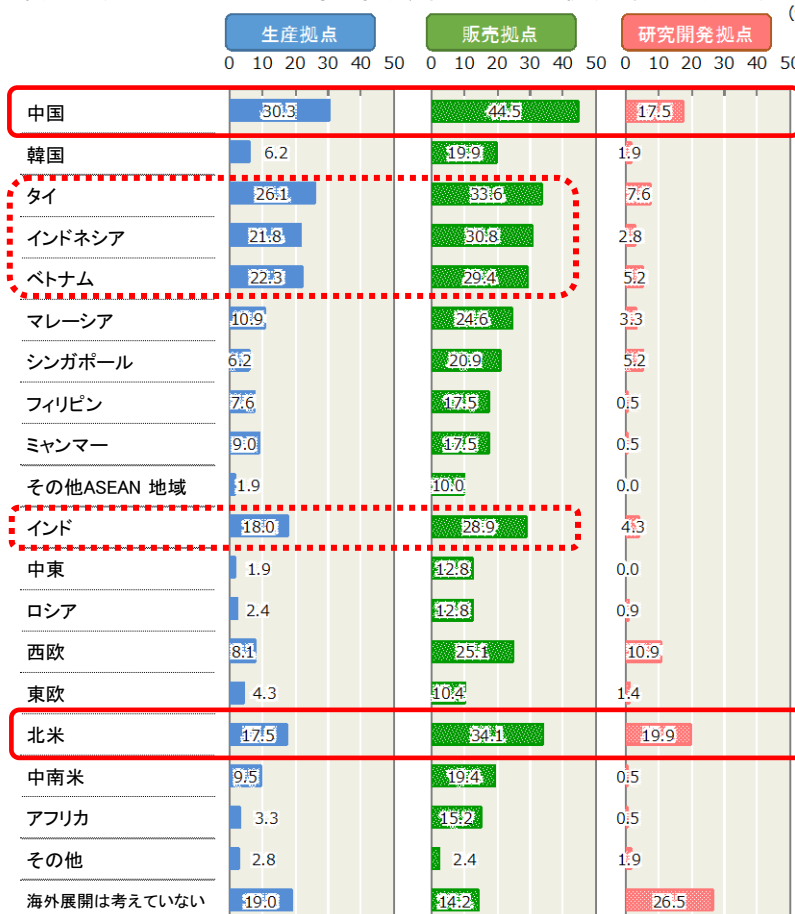 (
生産拠点 販売拠点 研究開発拠点
0 10 20 30 40 50 0 10 20 30 40 50 0 10 20 30 40 50
中国 30.3 44.5 17.5
韓国 6.2 19.9 1.9
タイ 26.1 33.6 7.6
インドネシア 21.8 30.8 2.8
ベトナム 22.3 29.4 5.2
マレーシア 10.9 24.6 3.3
シンガポール 6.2 20.9 5.2
フィリピン 7.6 17.5 0.5
ミャンマー 9.0 17.5 0.5
その他ASEAN 地域 1.9 10.0 0.0
インド 18.0 28.9 4.3
中東 1.9 12.8 0.0
ロシア 2.4 12.8 0.9
西欧 8.1 25.1 10.9
東欧 4.3 10.4 1.4
北米 17.5 34.1 19.9
中南米 9.5 19.4 0.5
アフリカ 3.3 15.2 0.5
その他 2.8 2.4 1.9
海外展開は考えていない 19.0 14.2 26.5